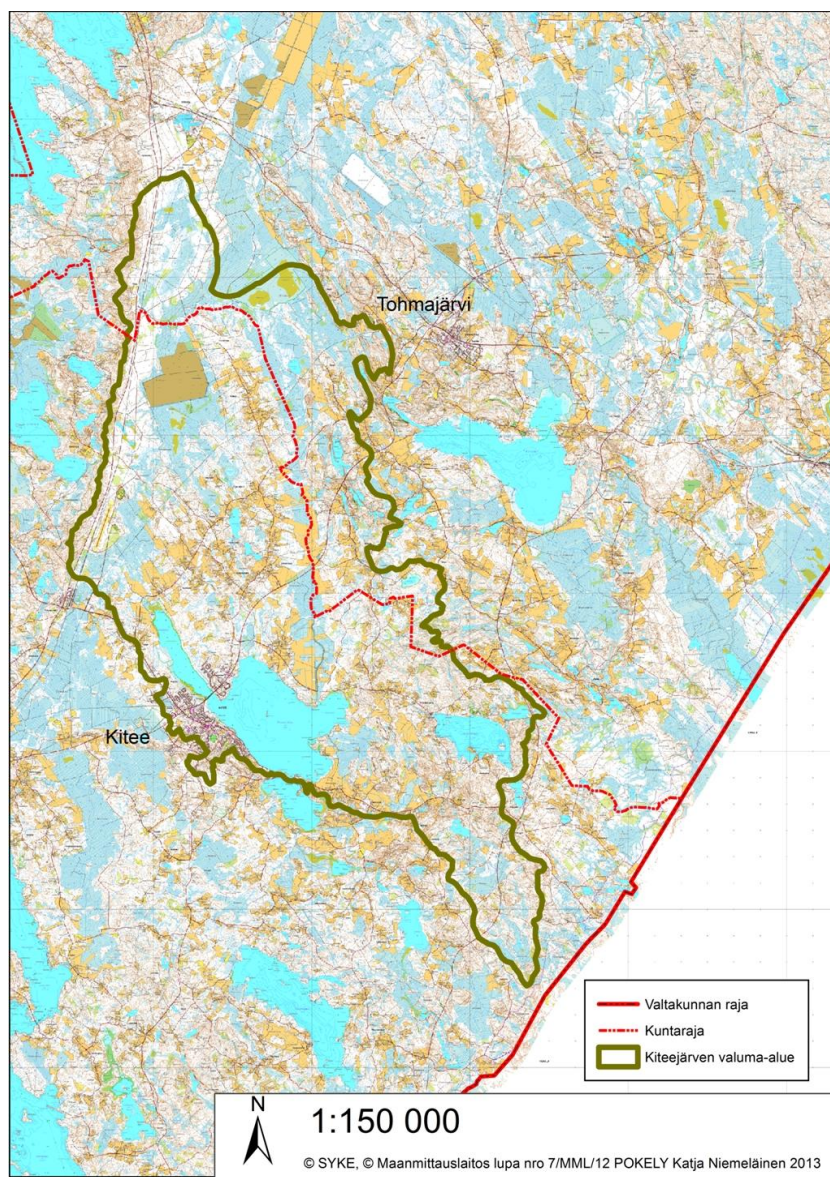 Tohmajärvi
Kitee
Valtakunnan raja
Kuntaraja
Kiteejärven valuma-alue
N
1:150 000
© SYKE, © Maanmittauslaitos lupa nro 7/MML/12 POKELY Katja Niemeläinen 2013